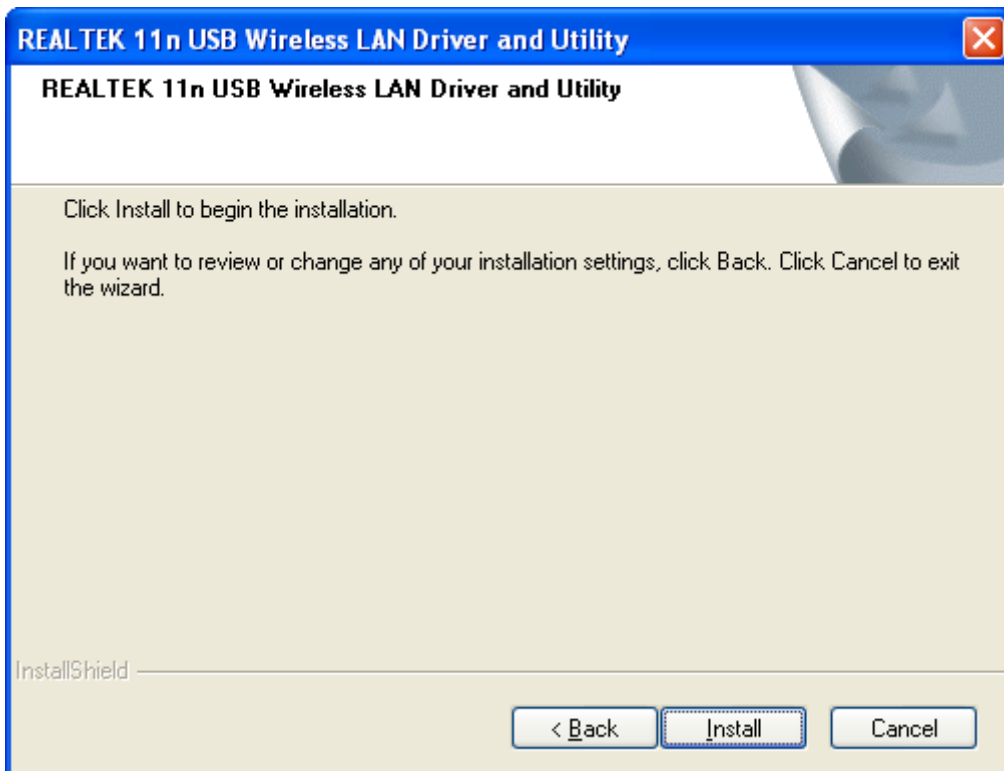 REALTEK 11n USB Wireless LAN Driver and Utility
REALTEK 11n USB Wireless LAN Driver and Utility
Click Install to begin the installation.
If you want to review or change any of your installation settings, click Back. Click Cancel to exit
the wizard.
InstallShield
< Back Install Cancel